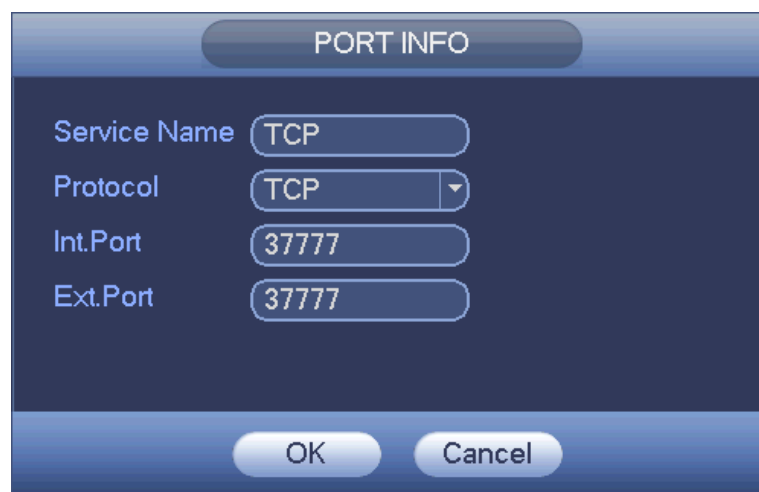 PORT INFO
Service Name TCP
Protocol TCP
Int.Port 37777
Ext.Port 37777
OK Cancel